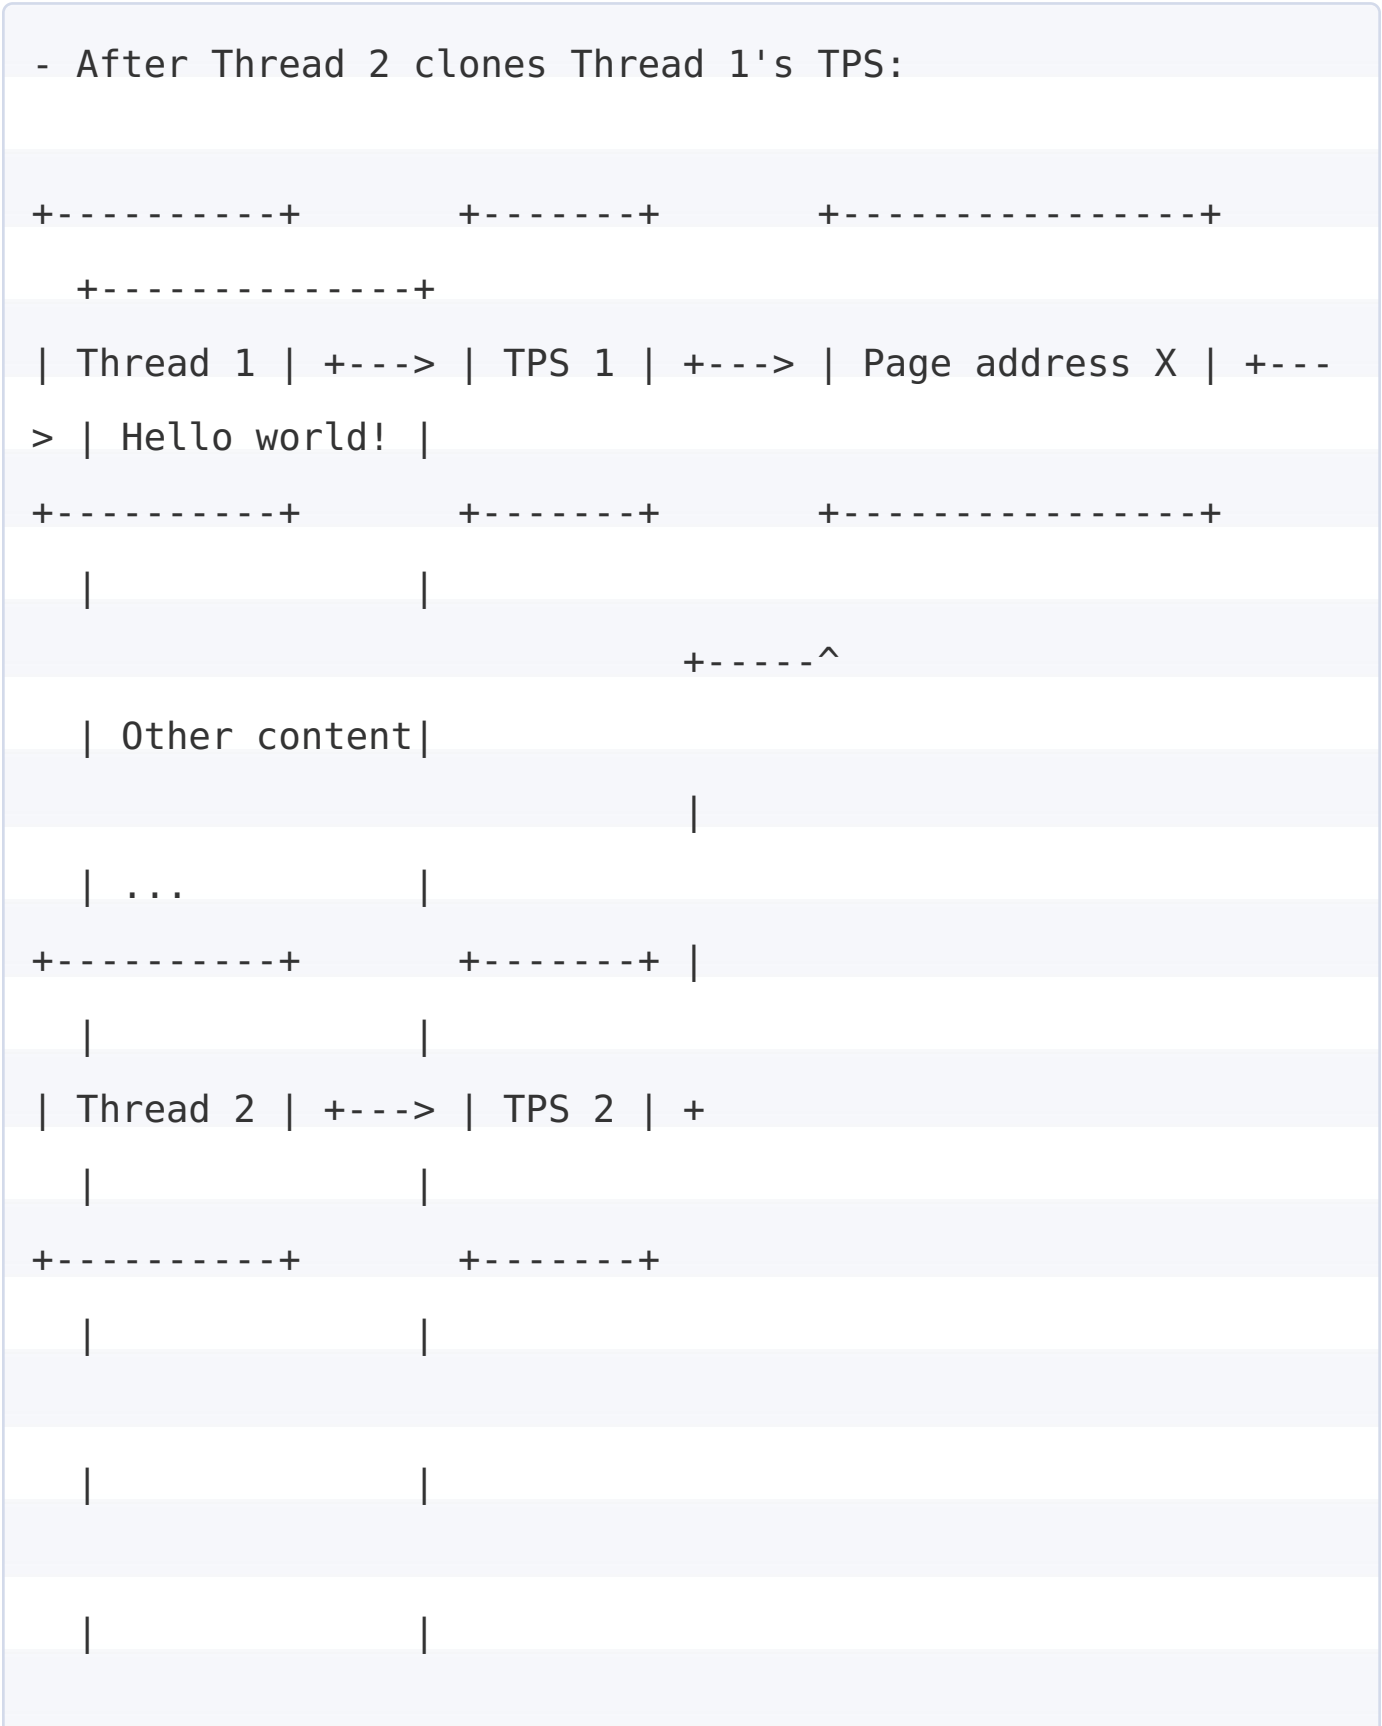 - After Thread 2 clones Thread 1's TPS:

+----------+       +-------+       +----------------+
  +--------------+
| Thread 1 | +---> | TPS 1 | +---> | Page address X | +---
> | Hello world! |
+----------+       +-------+       +----------------+
  |              |
                             +-----^
  | Other content|
                             |
  | ...          |
+----------+       +-------+ |
  |              |
| Thread 2 | +---> | TPS 2 | +
  |              |
+----------+       +-------+
  |              |

  |              |

  |              |